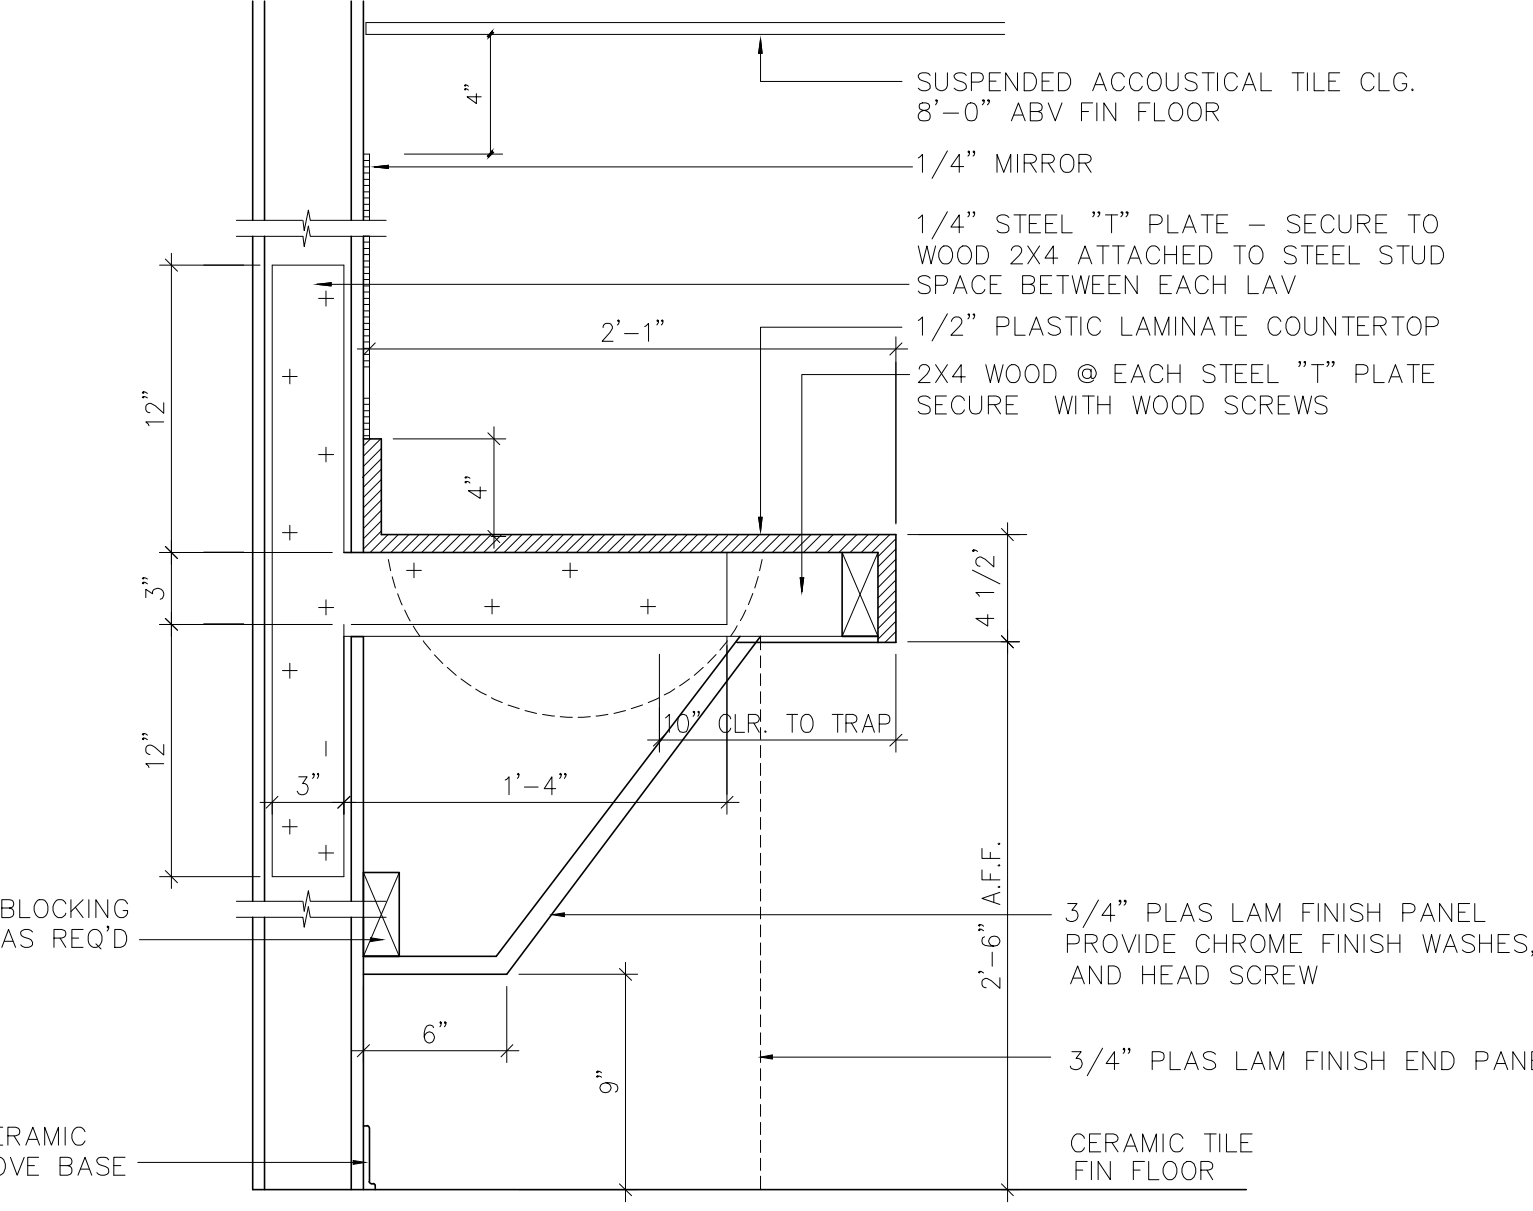 4"
SUSPENDED ACCOUSTICAL TILE CLG.
8'-0" ABV FIN FLOOR
1/4" MIRROR
1/4" STEEL "T" PLATE – SECURE TO
WOOD 2X4 ATTACHED TO STEEL STUD
SPACE BETWEEN EACH LAV
1/2" PLASTIC LAMINATE COUNTERTOP
2'-1"
2X4 WOOD @ EACH STEEL "T" PLATE
SECURE WITH WOOD SCREWS
12"
4"
3"
4 1/2'
12"
10" CLR. TO TRAP
3"
1'-4"
2'-6" A.F.F.
BLOCKING
AS REQ'D
3/4" PLAS LAM FINISH PANEL
PROVIDE CHROME FINISH WASHES,
AND HEAD SCREW
6"
9"
3/4" PLAS LAM FINISH END PANE
ERAMIC
OVE BASE
CERAMIC TILE
FIN FLOOR